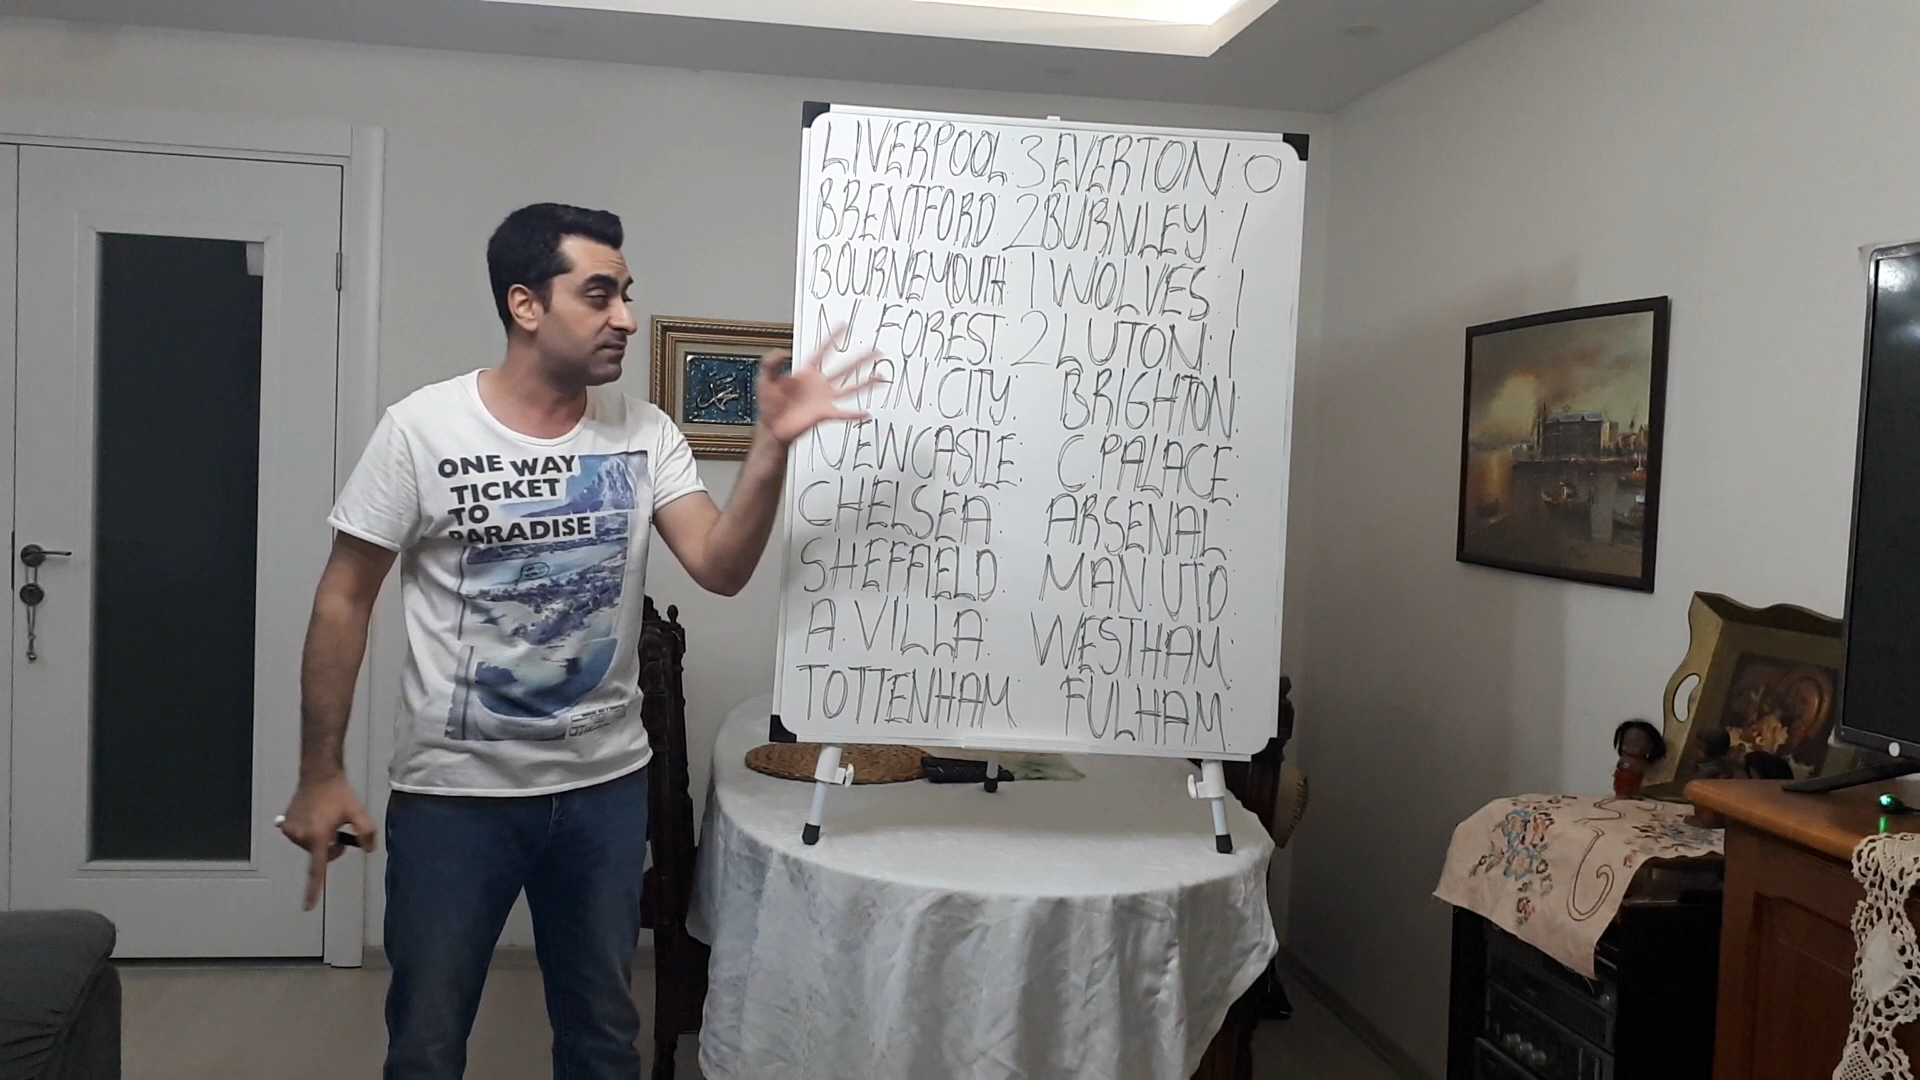 LIVERPOOL: 3 EVERTON: 0
BRENTFORD: 2 BURNLEY: 1
BOURNEMOUTH: 1 WOLVES: 1
N. FOREST: 2 LUTON: 1
MAN.CITY: BRIGHTON:
NEWCASTLE: C.PALACE:
CHELSEA: ARSENAL:
SHEFFIELD: MAN.UTD:
A.VILLA: WESTHAM:
TOTTENHAM: FULHAM:
ONE WAY
TICKET
TO
PARADISE